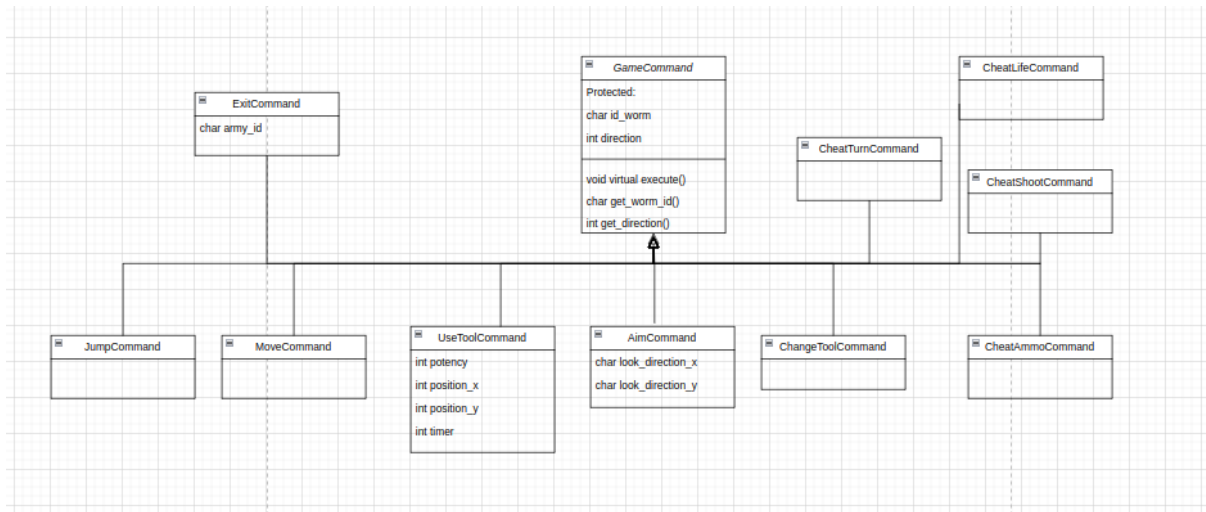 GameCommand
Protected:
char id_worm
int direction
void virtual execute()
char get_worm_id()
int get_direction()
CheatLifeCommand
ExitCommand
char army_id
CheatTurnCommand
CheatShootCommand
JumpCommand
MoveCommand
UseToolCommand
int potency
int position_x
int position_y
int timer
AimCommand
char look_direction_x
char look_direction_y
ChangeToolCommand
CheatAmmoCommand